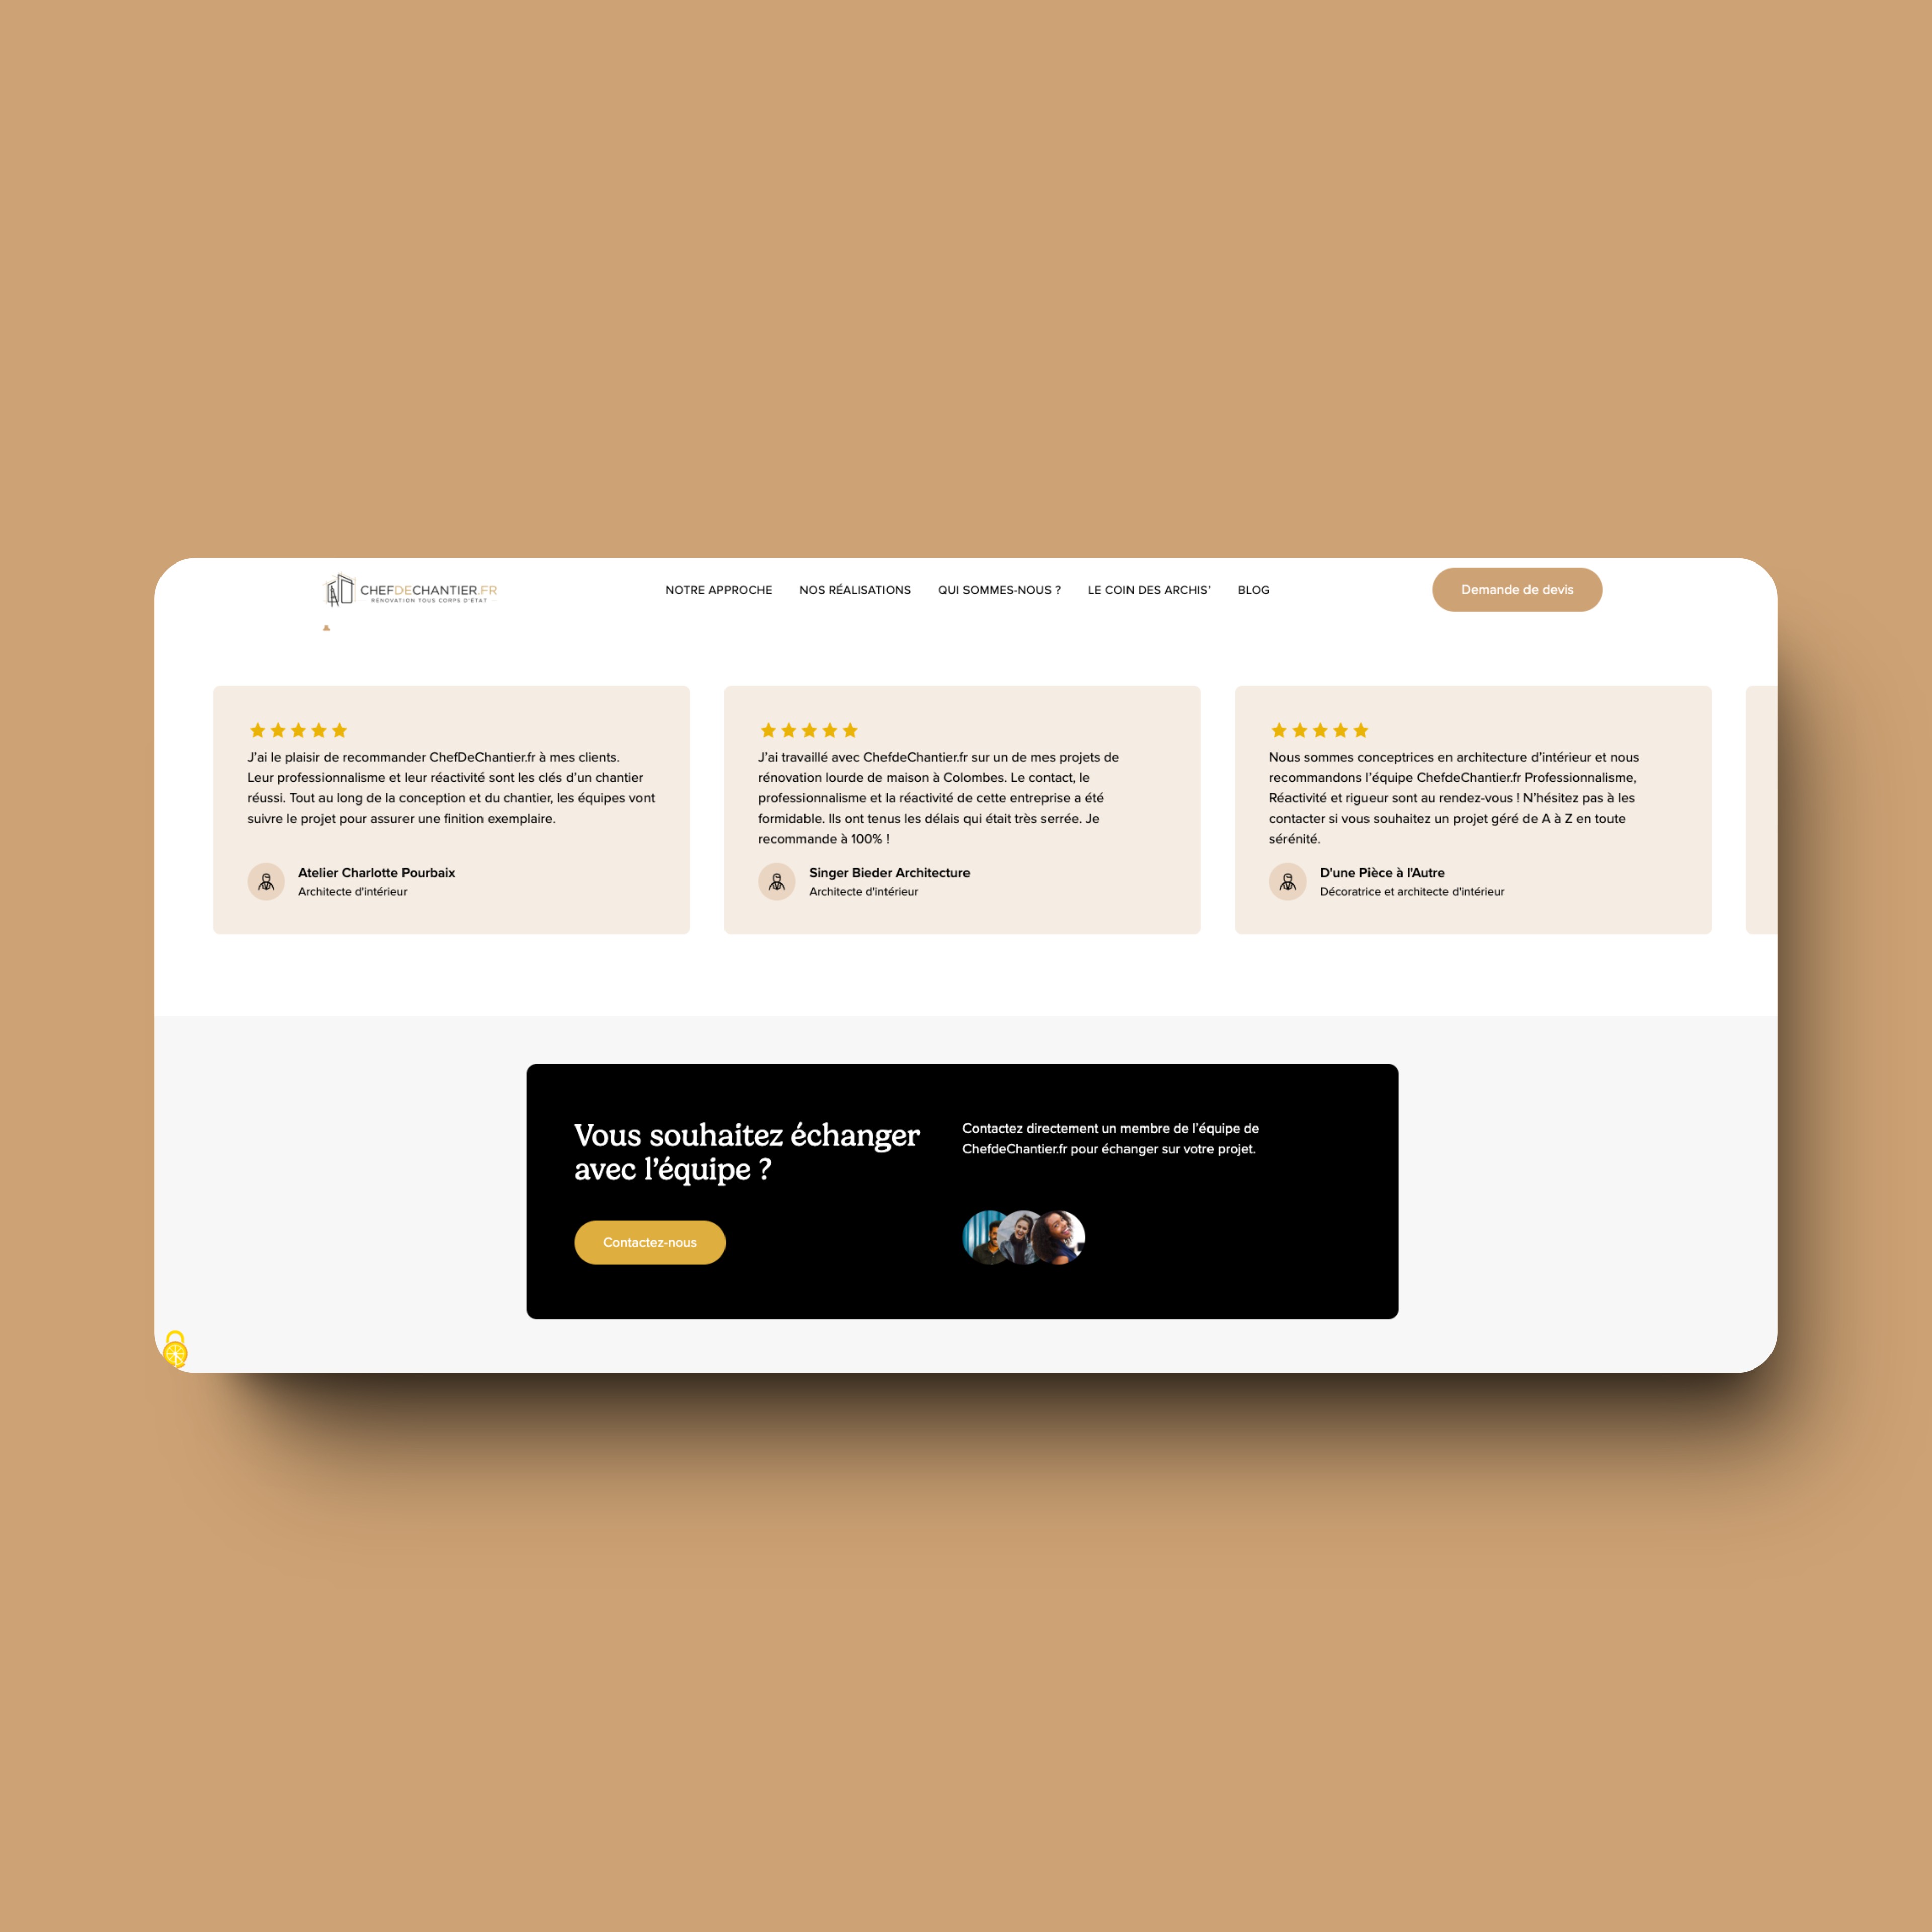 CHEFDECHANTIER.FR
RÉNOVATION TOUS CORPS D'ÉTAT
NOTRE APPROCHE
NOS RÉALISATIONS
QUI SOMMES-NOUS ?
LE COIN DES ARCHIS'
BLOG
Demande de devis
J'ai le plaisir de recommander ChefDeChantier.fr à mes clients.
Leur professionnalisme et leur réactivité sont les clés d'un chantier
réussi. Tout au long de la conception et du chantier, les équipes vont
suivre le projet pour assurer une finition exemplaire.
Atelier Charlotte Pourbaix
Architecte d'intérieur
J'ai travaillé avec ChefdeChantier.fr sur un de mes projets de
rénovation lourde de maison à Colombes. Le contact, le
professionnalisme et la réactivité de cette entreprise a été
formidable. Ils ont tenus les délais qui était très serrée. Je
recommande à 100% !
Singer Bieder Architecture
Architecte d'intérieur
Nous sommes conceptrices en architecture d'intérieur et nous
recommandons l'équipe ChefdeChantier.fr Professionnalisme,
Réactivité et rigueur sont au rendez-vous ! N'hésitez pas à les
contacter si vous souhaitez un projet géré de A à Z en toute
sérénité.
D'une Pièce à l'Autre
Décoratrice et architecte d'intérieur
Vous souhaitez échanger
avec l'équipe ?
Contactez-nous
Contactez directement un membre de l'équipe de
ChefdeChantier.fr pour échanger sur votre projet.